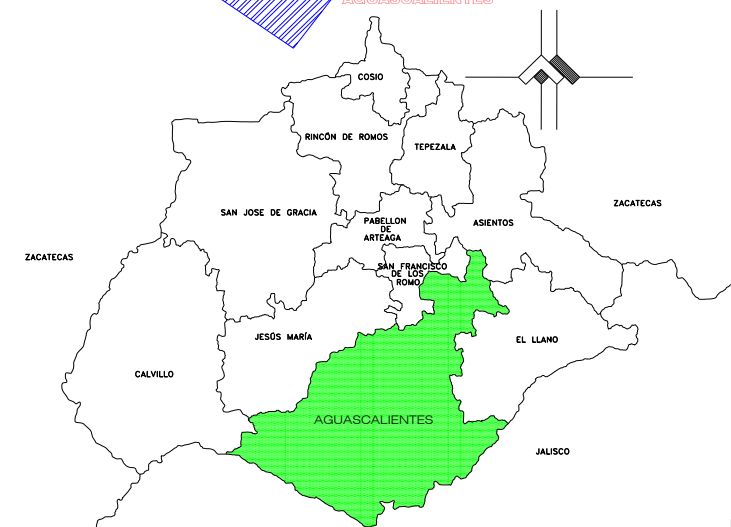 AGUASCALIENTES
COSIO
RINCÓN DE ROMOS
TEPEZALA
ZACATECAS
SAN JOSE DE GRACIA
PABELLON
DE
ARTEAGA
ASIENTOS
ZACATECAS
SAN FRANCISCO
DE LOS
ROMO
JESÚS MARÍA
EL LLANO
CALVILLO
AGUASCALIENTES
JALISCO